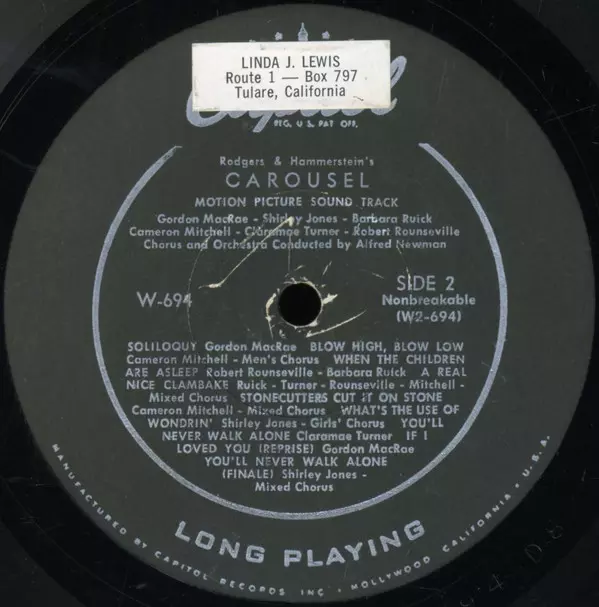 LINDA J. LEWIS
Route 1 — Box 797
Tulare, California
Capitol
REG. U. S. PAT. OFF.
Rodgers & Hammerstein's
CAROUSEL
MOTION PICTURE SOUND TRACK
Gordon MacRae - Shirley Jones - Barbara Ruick
Cameron Mitchell - Claramae Turner - Robert Rounseville
Chorus and Orchestra Conducted by Alfred Newman
W-694
SIDE 2
Nonbreakable
(W2-694)
SOLILOQUY Gordon MacRae BLOW HIGH, BLOW LOW
Cameron Mitchell - Men's Chorus WHEN THE CHILDREN
ARE ASLEEP Robert Rounseville - Barbara Ruick A REAL
NICE CLAMBAKE Ruick - Turner - Rounseville - Mitchell -
Mixed Chorus STONECUTTERS CUT IT ON STONE
Cameron Mitchell - Mixed Chorus WHAT'S THE USE OF
WONDRIN' Shirley Jones - Girls' Chorus YOU'LL
NEVER WALK ALONE Claramae Turner IF I
LOVED YOU (REPRISE) Gordon MacRae
YOU'LL NEVER WALK ALONE
(FINALE) Shirley Jones -
Mixed Chorus
LONG PLAYING
MANUFACTURED BY CAPITOL RECORDS INC • HOLLYWOOD CALIFORNIA • U.S.A.